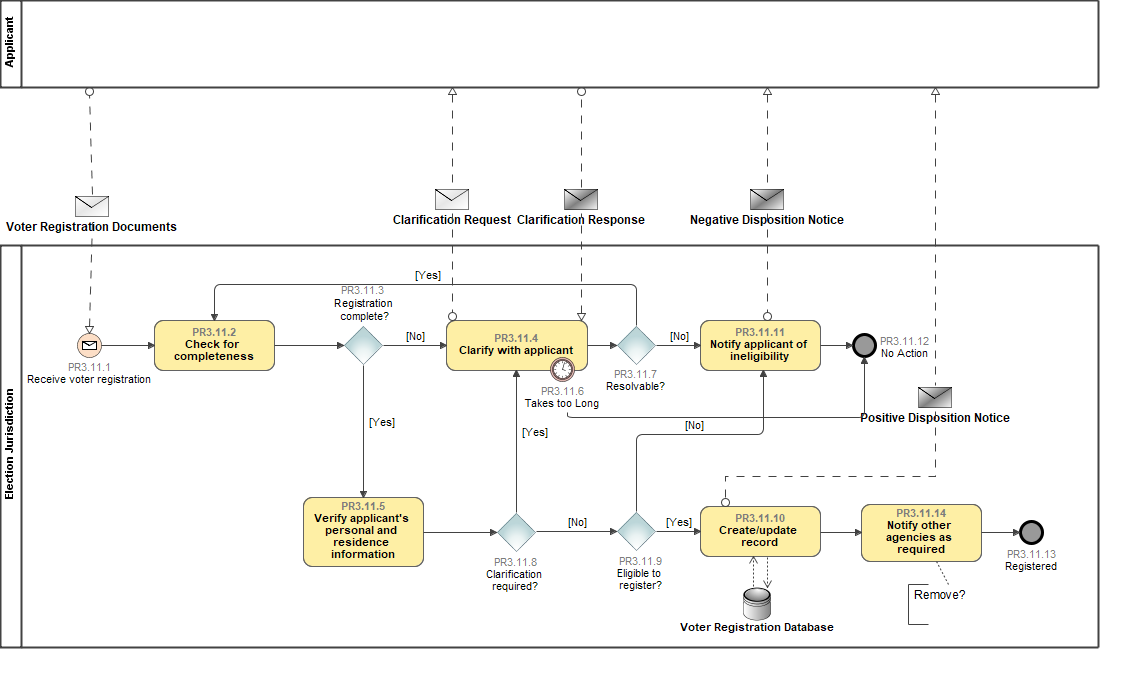 Applicant
Voter Registration Documents
Clarification Request
Clarification Response
Negative Disposition Notice
Election Jurisdiction
[Yes]
PR3.11.3
Registration
complete?
PR3.11.1
Receive voter registration
PR3.11.2
Check for
completeness
[No]
PR3.11.4
Clarify with applicant
PR3.11.6
Takes too Long
PR3.11.7
Resolvable?
[No]
PR3.11.11
Notify applicant of
ineligibility
PR3.11.12
No Action
Positive Disposition Notice
[Yes]
[Yes]
[No]
PR3.11.5
Verify applicant's
personal and
residence
information
PR3.11.8
Clarification
required?
[No]
PR3.11.9
Eligible to
register?
[Yes]
PR3.11.10
Create/update
record
PR3.11.14
Notify other
agencies as
required
PR3.11.13
Registered
Remove?
Voter Registration Database